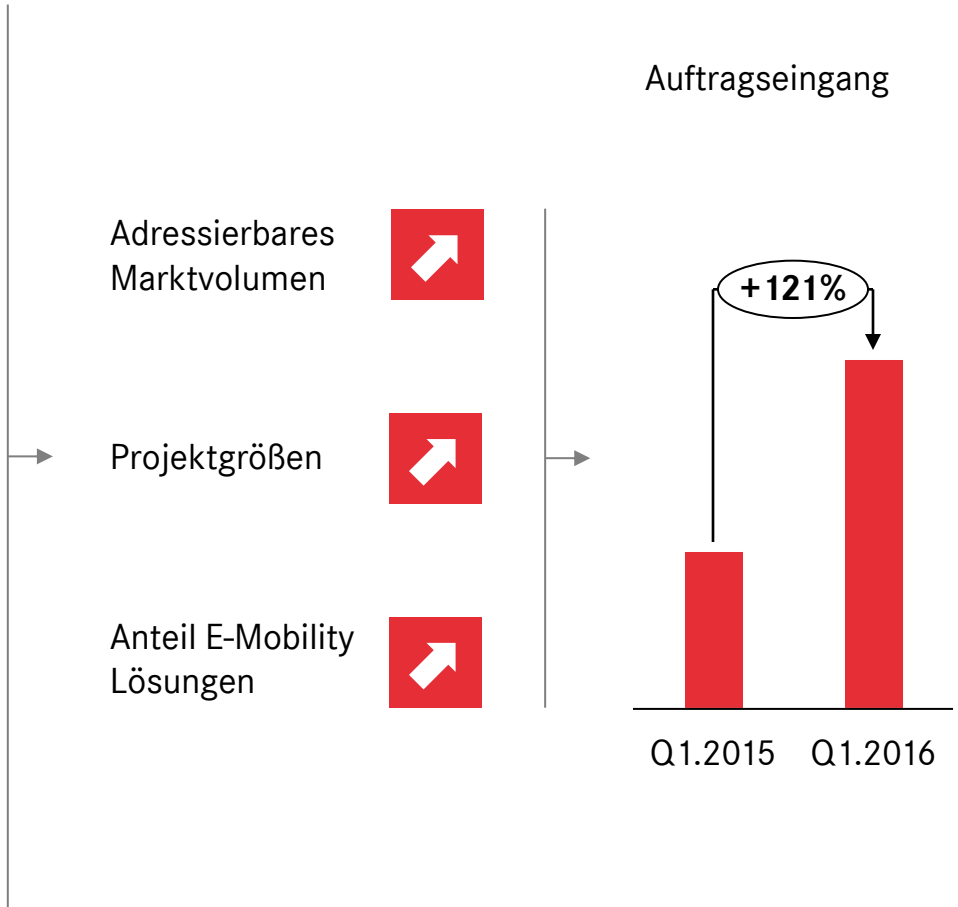 Auftragseingang
Adressierbares
Marktvolumen
+121%
Projektgrößen
Anteil E-Mobility
Lösungen
Q1.2015
Q1.2016